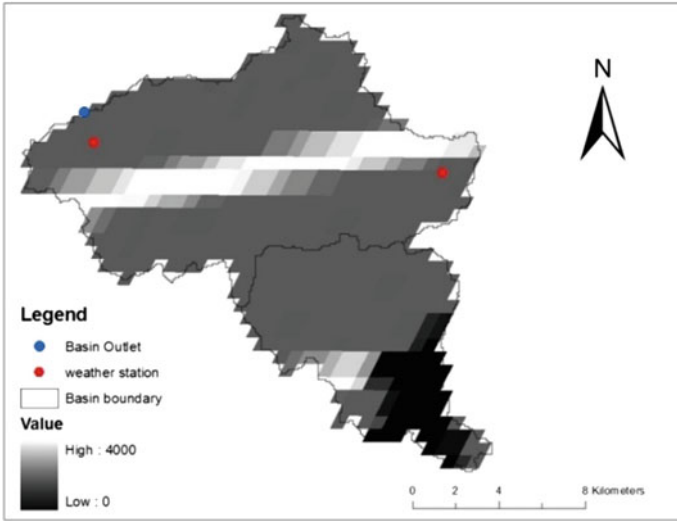 N
Legend
Basin Outlet
weather station
Basin boundary
Value
High : 4000
Low : 0
0 2 4 8 Kilometers